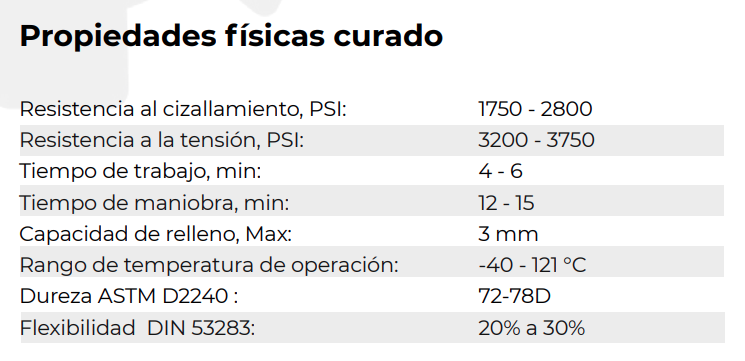 Propiedades físicas curado
Resistencia al cizallamiento, PSI: 1750 - 2800
Resistencia a la tensión, PSI: 3200 - 3750
Tiempo de trabajo, min: 4 - 6
Tiempo de maniobra, min: 12 - 15
Capacidad de relleno, Max: 3 mm
Rango de temperatura de operación: -40 - 121 °C
Dureza ASTM D2240 : 72-78D
Flexibilidad  DIN 53283: 20% a 30%